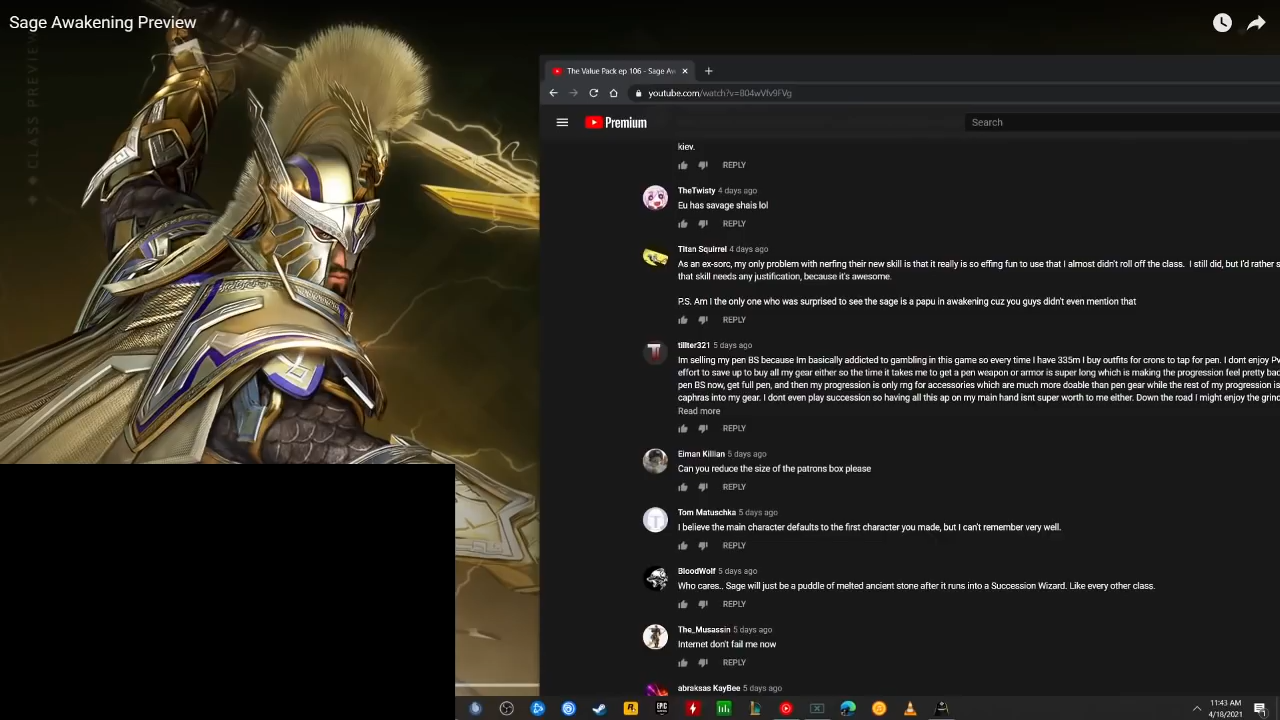 Sage Awakening Preview
CLASS PREVIEW
The Value Pack ep 106 - Sage Aw
youtube.com/watch?v=804wVlv9FVg
Premium
Search
kiev.
REPLY
TheTwisty 4 days ago
Eu has savage shais lol
REPLY
Titan Squirrel 4 days ago
As an ex-sorc, my only problem with nerfing their new skill is that it really is so effing fun to use that I almost didn't roll off the class. I still did, but I'd rather s
that skill needs any justification, because it's awesome.
P.S. Am I the only one who was surprised to see the sage is a papu in awakening cuz you guys didn't even mention that
REPLY
tillter321 5 days ago
Im selling my pen BS because Im basically addicted to gambling in this game so every time I have 335m I buy outfits for crons to tap for pen. I dont enjoy Pv
effort to save up to buy all my gear either so the time it takes me to get a pen weapon or armor is super long which is making the progression feel pretty bad
pen BS now, get full pen, and then my progression is only rng for accessories which are much more doable than pen gear while the rest of my progression is
caphras into my gear. I dont even play succession so having all this ap on my main hand isnt super worth to me either. Down the road I might enjoy the grind
Read more
REPLY
Eiman Killian 5 days ago
Can you reduce the size of the patrons box please
REPLY
Tom Matuschka 5 days ago
I believe the main character defaults to the first character you made, but I can't remember very well.
REPLY
BloodWolf 5 days ago
Who cares.. Sage will just be a puddle of melted ancient stone after it runs into a Succession Wizard. Like every other class.
REPLY
The_Musassin 5 days ago
Internet don't fail me now
REPLY
abraksas KayBee 5 days ago
11:43 AM
4/18/2021